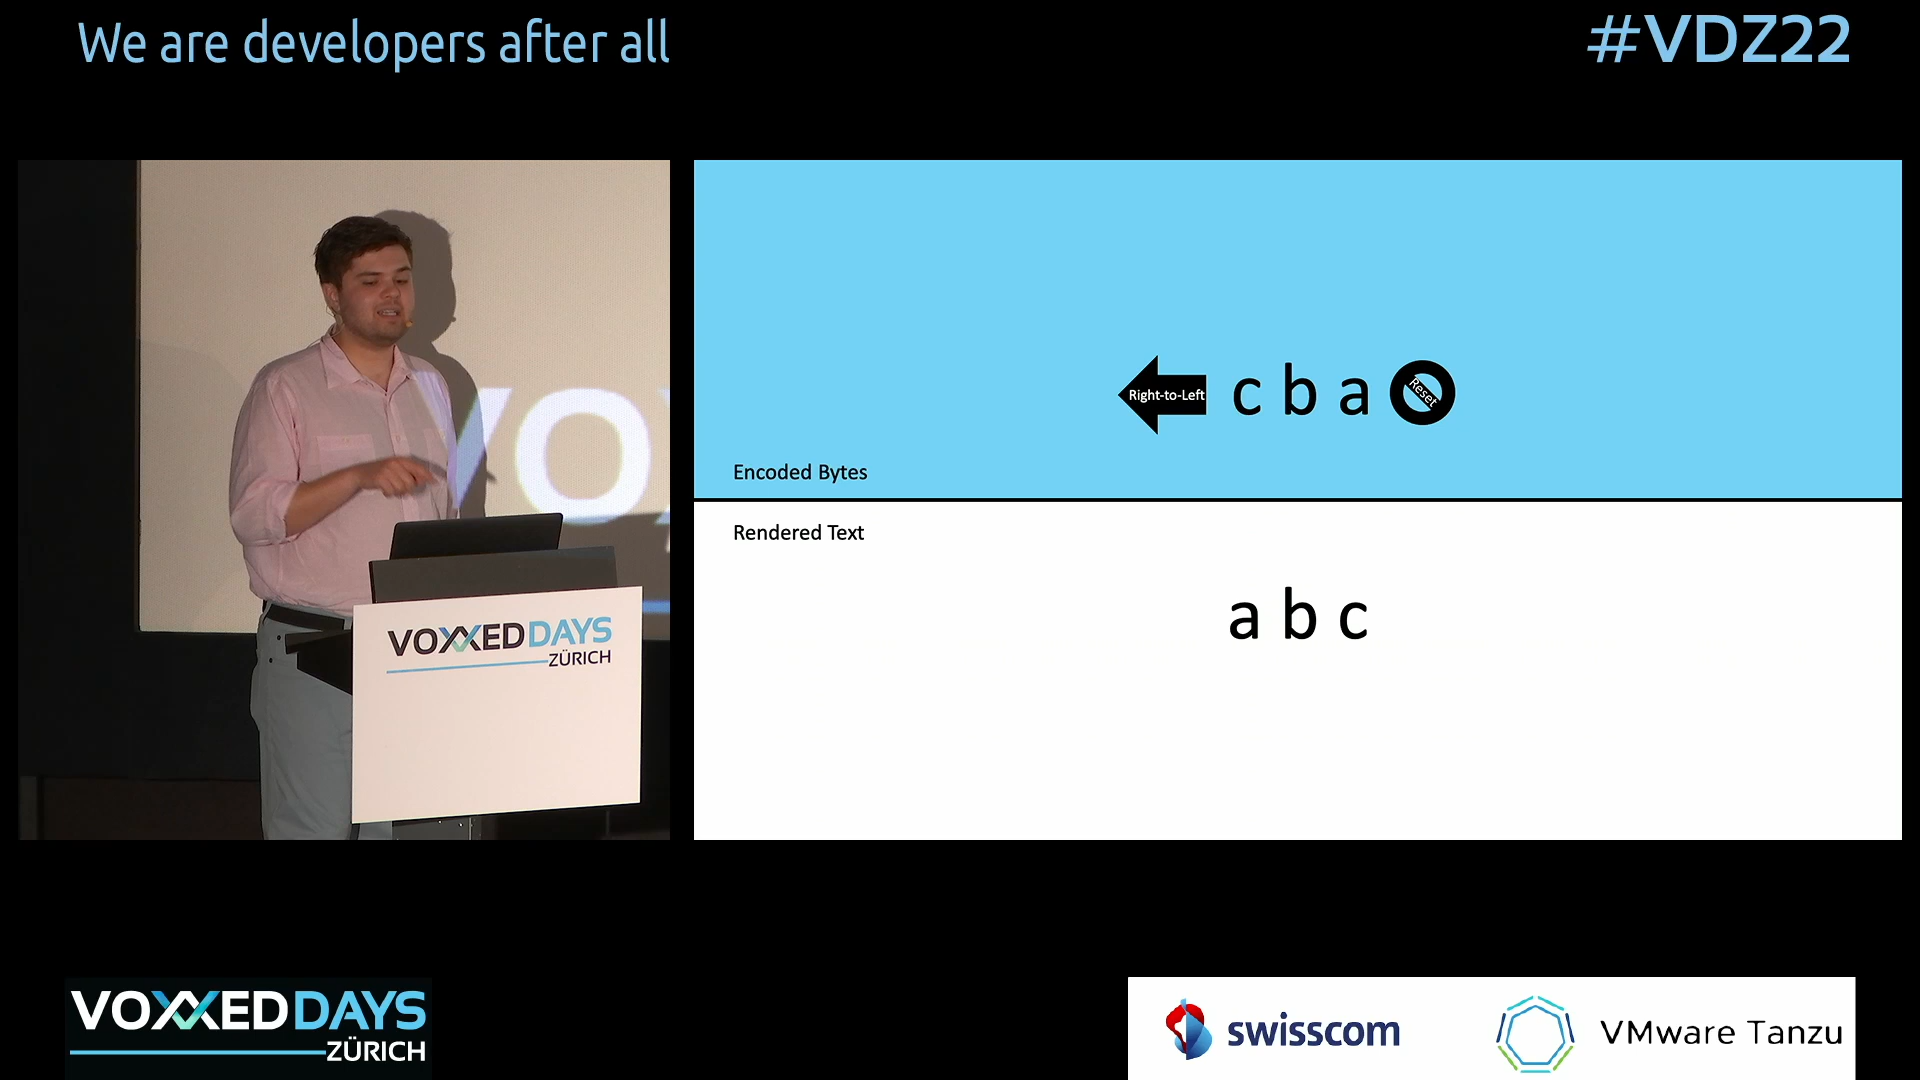 We are developers after all
#VDZ22
VO
Right-to-Left
c b a
Reset
Encoded Bytes
Rendered Text
a b c
VOXXED DAYS
ZÜRICH
VOXXED DAYS
ZÜRICH
swisscom
VMware Tanzu